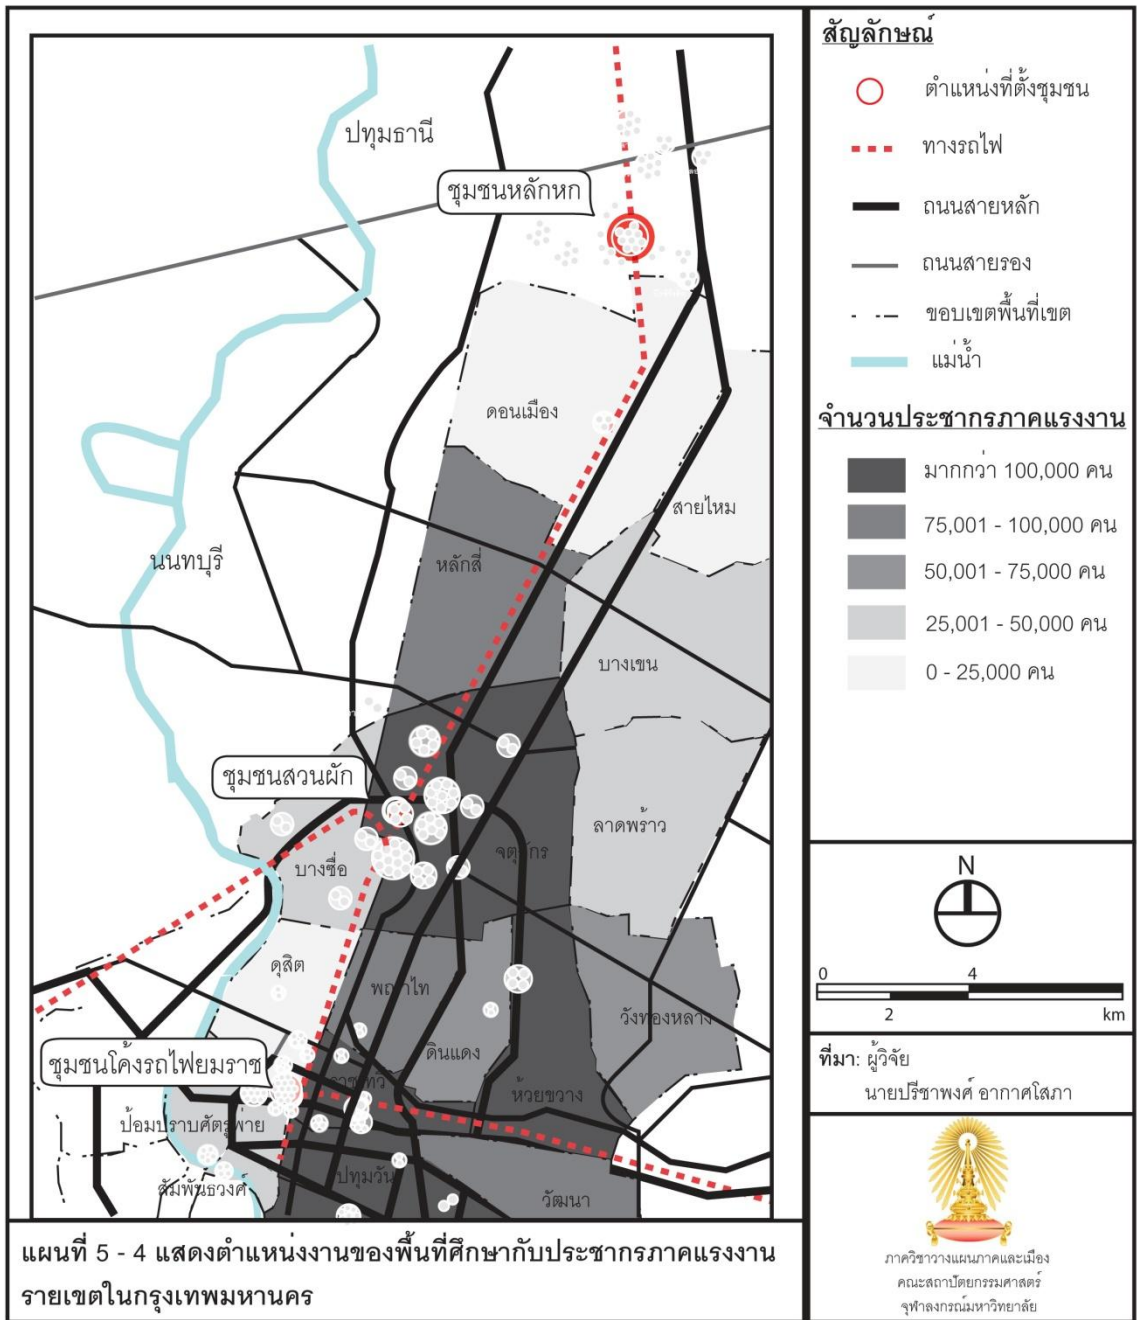 ปทุมธานี
ชุมชนหลักหก
ดอนเมือง
สายไหม
นนทบุรี
หลักสี่
บางเขน
ชุมชนสวนผัก
ลาดพร้าว
จตุจักร
บางซื่อ
ดุสิต
พญาไท
วังทองหลาง
ดินแดง
ชุมชนโค้งรถไฟยมราช
ราชเทวี
ห้วยขวาง
ป้อมปราบศัตรูพาย
ปทุมวัน
สัมพันธวงศ์
วัฒนา
แผนที่ 5 - 4 แสดงตำแหน่งงานของพื้นที่ศึกษากับประชากรภาคแรงงาน
รายเขตในกรุงเทพมหานคร
สัญลักษณ์
ตำแหน่งที่ตั้งชุมชน
ทางรถไฟ
ถนนสายหลัก
ถนนสายรอง
ขอบเขตพื้นที่เขต
แม่น้ำ
จำนวนประชากรภาคแรงงาน
มากกว่า 100,000 คน
75,001 - 100,000 คน
50,001 - 75,000 คน
25,001 - 50,000 คน
0 - 25,000 คน
N
0 4
2 km
ที่มา: ผู้วิจัย
นายปรีชาพงศ์ อากาศโสภา
ภาควิชาวางแผนภาคและเมือง
คณะสถาปัตยกรรมศาสตร์
จุฬาลงกรณ์มหาวิทยาลัย